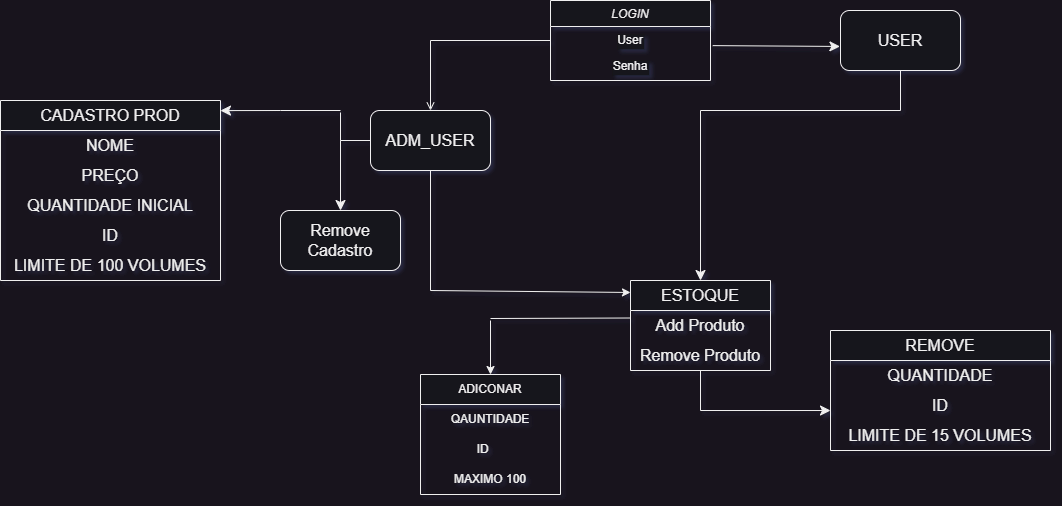 LOGIN
User
Senha
USER
CADASTRO PROD
NOME
PREÇO
QUANTIDADE INICIAL
ID
LIMITE DE 100 VOLUMES
ADM_USER
Remove
Cadastro
ESTOQUE
Add Produto
Remove Produto
ADICONAR
QAUNTIDADE
ID
MAXIMO 100
REMOVE
QUANTIDADE
ID
LIMITE DE 15 VOLUMES